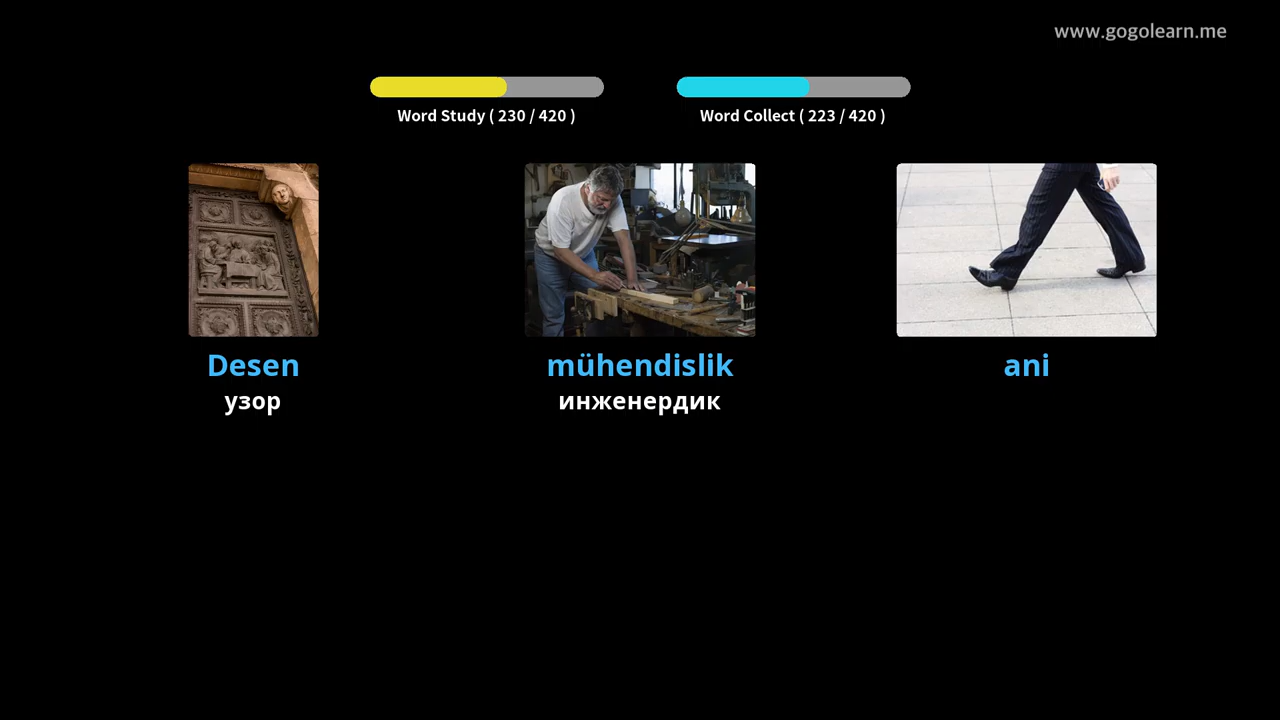 www.gogolearn.me
Word Study ( 230 / 420 )
Word Collect ( 223 / 420 )
Desen
узор
mühendislik
инженердик
ani